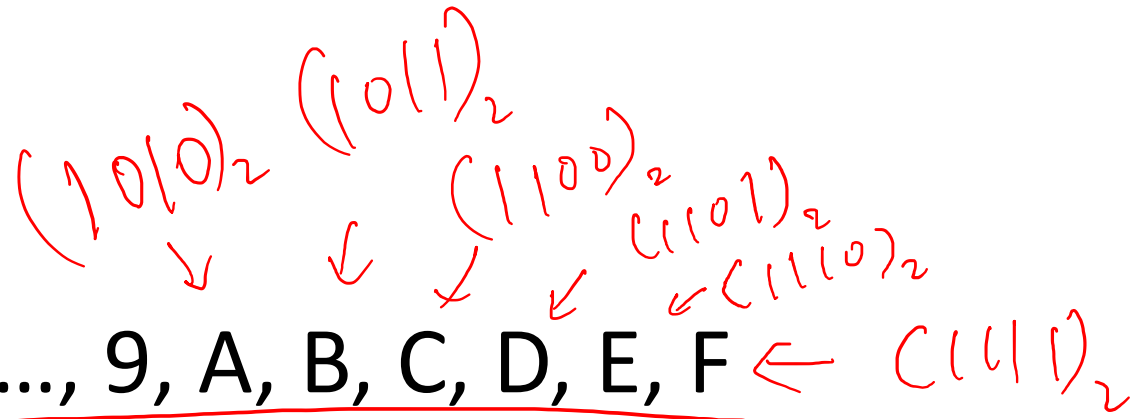 (1010)₂ (1011)₂ (1100)₂ (1101)₂ (1110)₂
..., 9, A, B, C, D, E, F ← (1111)₂